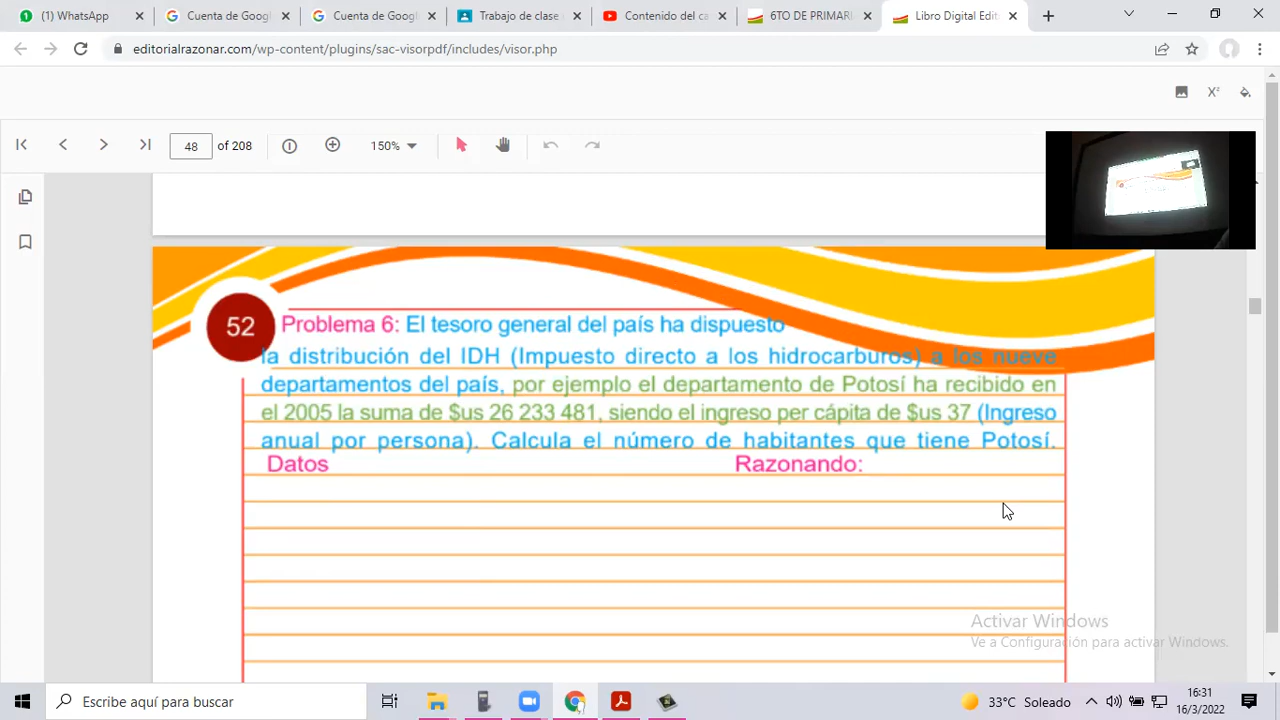 (1) WhatsApp
Cuenta de Googl
Cuenta de Googl
Trabajo de clase
Contenido del ca
6TO DE PRIMAR
Libro Digital Edit
editorialrazonar.com/wp-content/plugins/sac-visorpdf/includes/visor.php
X²
48 of 208
150%
52
Problema 6: El tesoro general del país ha dispuesto
la distribución del IDH (Impuesto directo a los hidrocarburos) a los nueve
departamentos del país, por ejemplo el departamento de Potosí ha recibido en
el 2005 la suma de $us 26 233 481, siendo el ingreso per cápita de $us 37 (Ingreso
anual por persona). Calcula el número de habitantes que tiene Potosí.
Datos
Razonando:
Activar Windows
Ve a Configuración para activar Windows.
Escribe aquí para buscar
33°C Soleado
16:31
16/3/2022